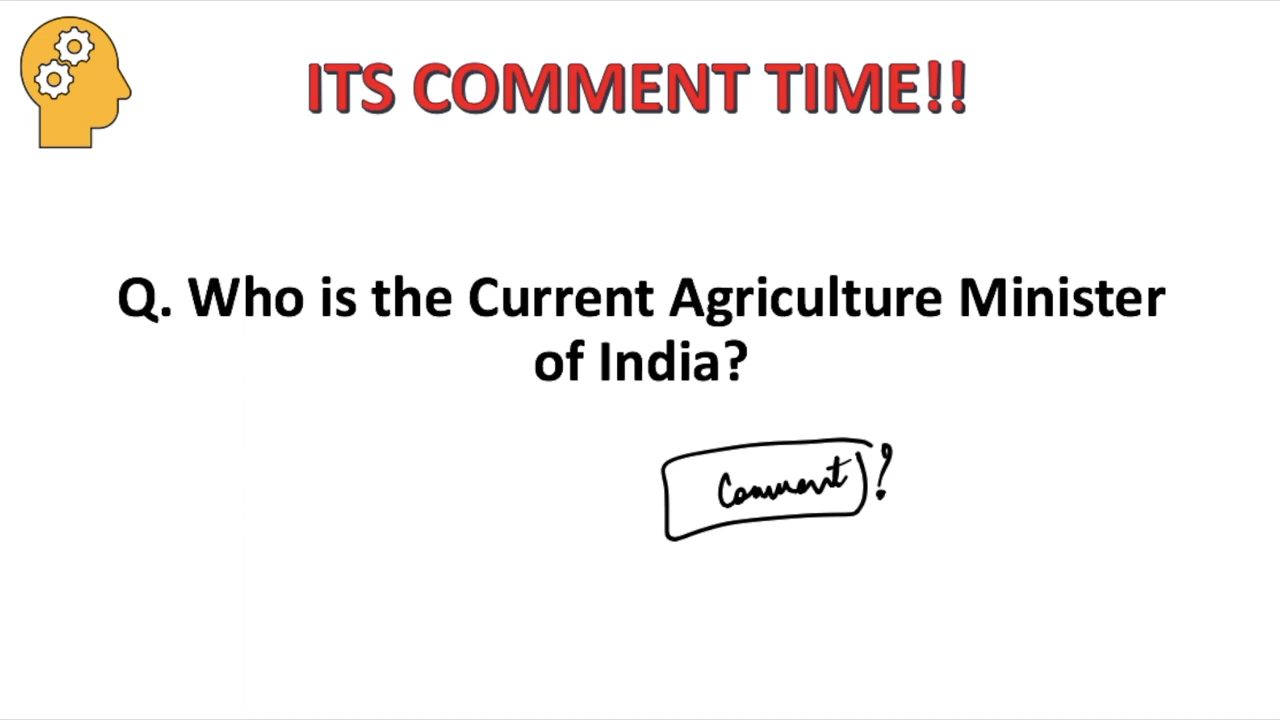 ITS COMMENT TIME!!
Q. Who is the Current Agriculture Minister
of India?
Comment ?